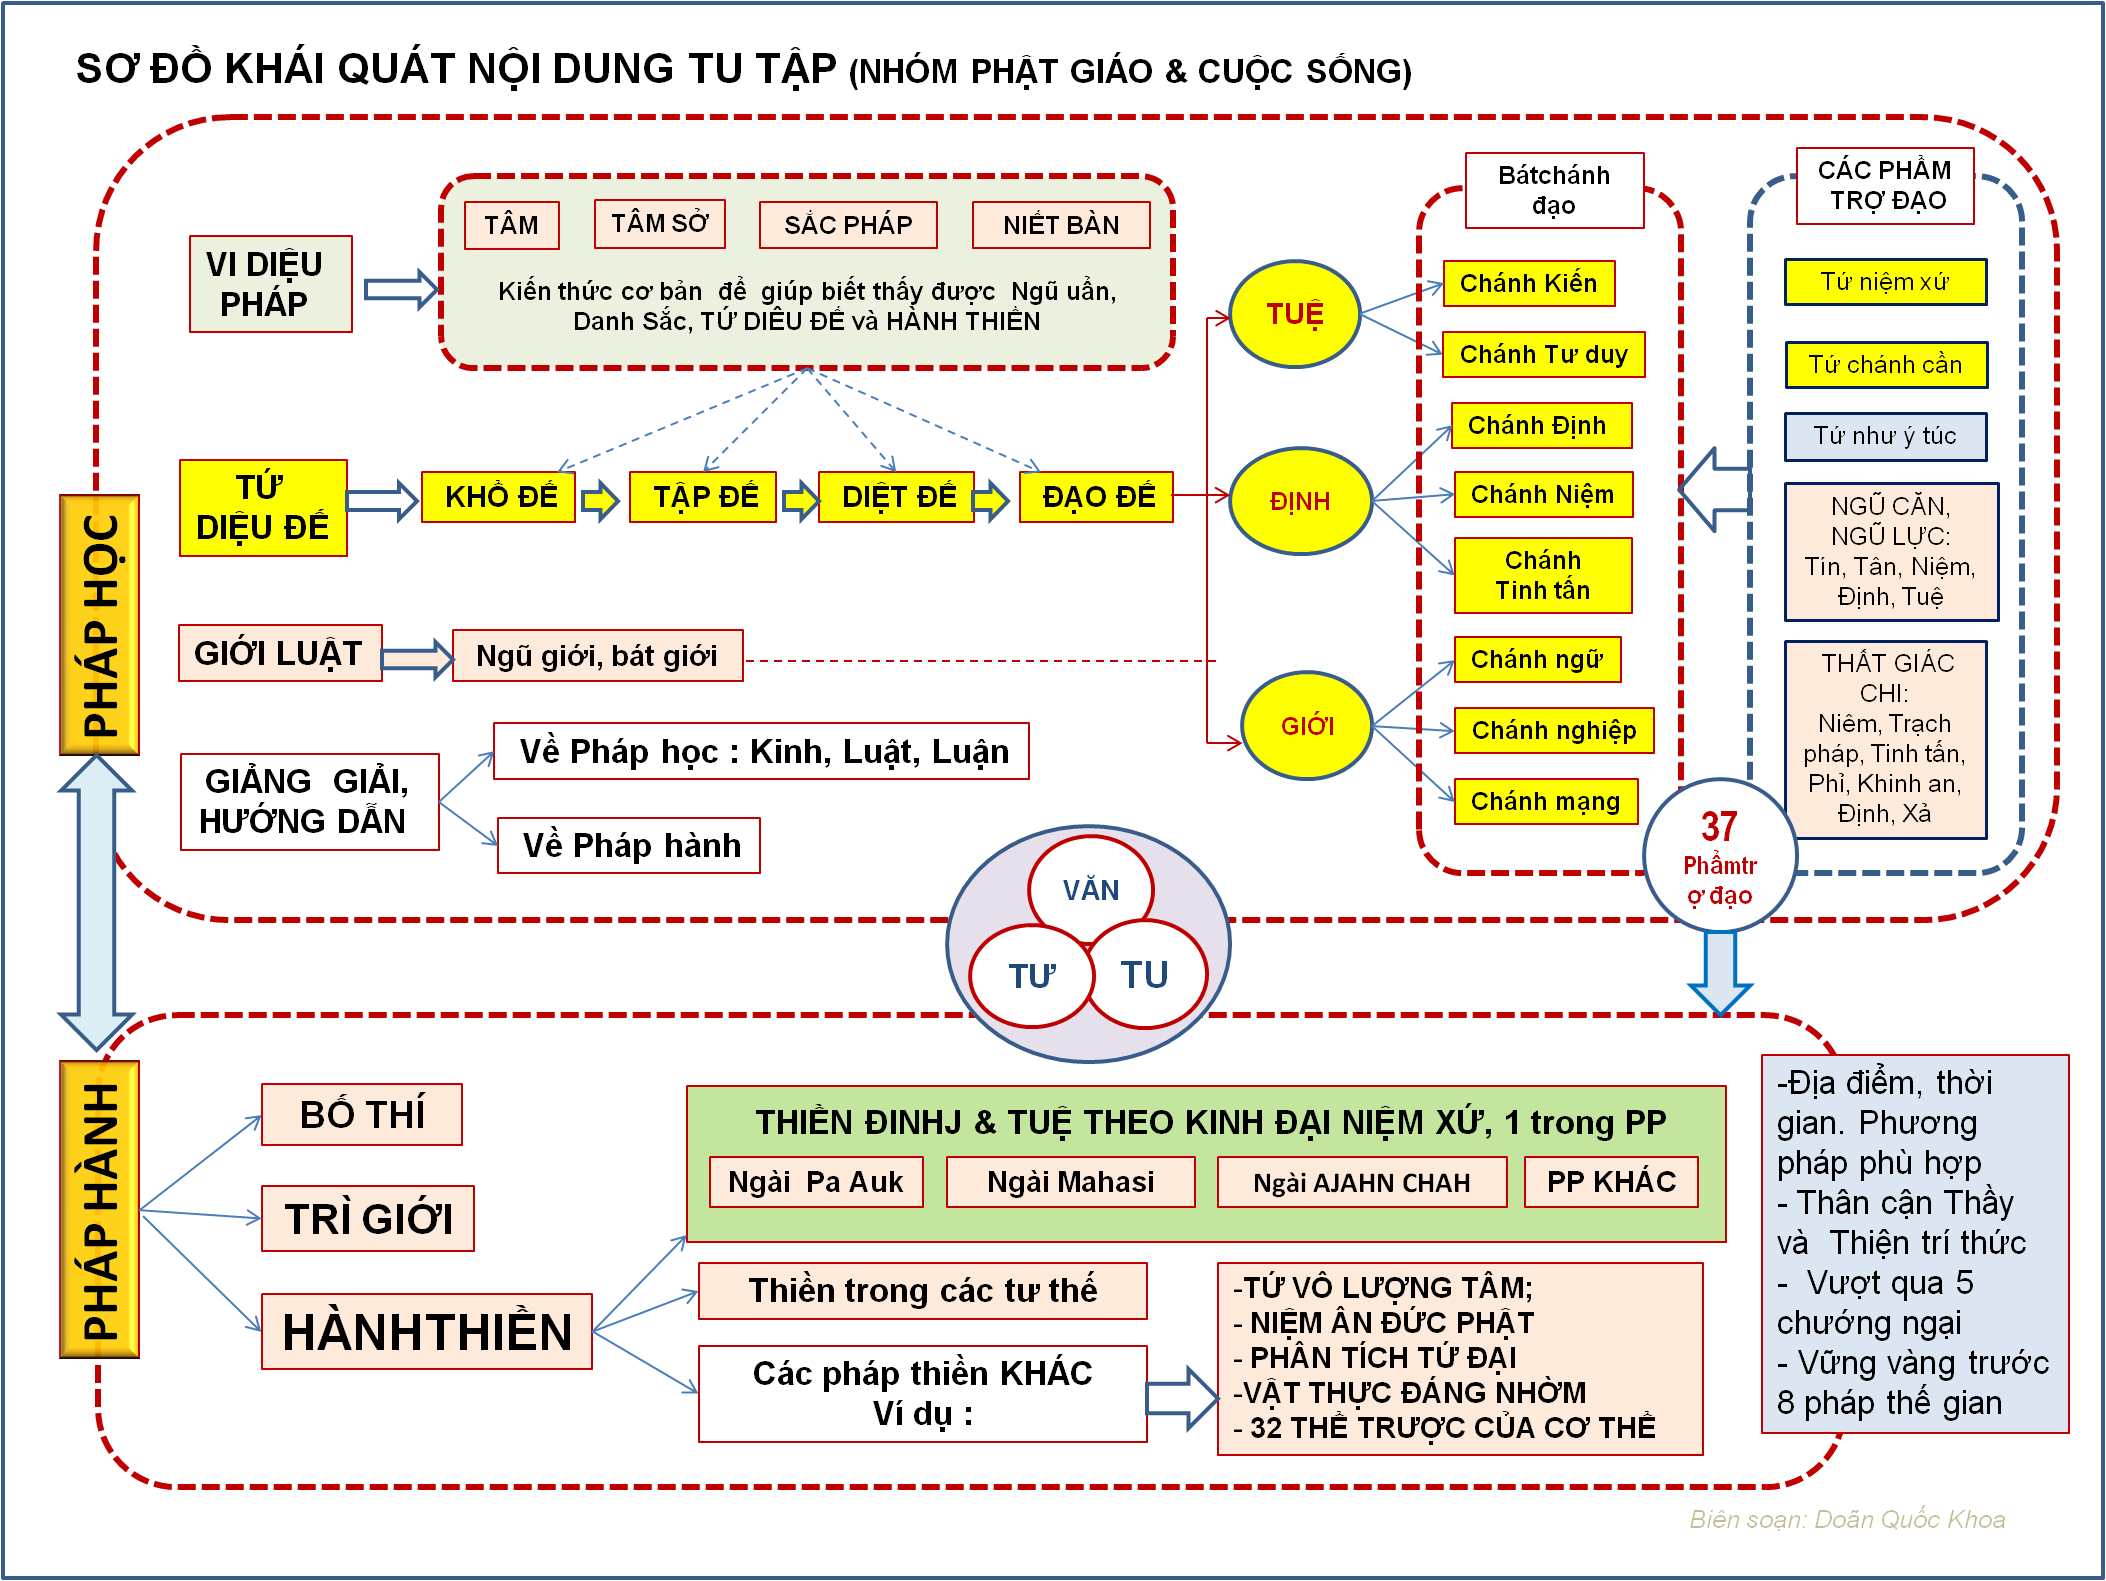 SƠ ĐỒ KHÁI QUÁT NỘI DUNG TU TẬP (NHÓM PHẬT GIÁO & CUỘC SỐNG)
PHÁP HỌC
VI DIỆU
PHÁP
TÂM
TÂM SỞ
SẮC PHÁP
NIẾT BÀN
Kiến thức cơ bản để giúp biết thấy được Ngũ uẩn,
Danh Sắc, TỨ DIÊU ĐẾ và HÀNH THIỀN
TỨ
DIỆU ĐẾ
KHỔ ĐẾ
TẬP ĐẾ
DIỆT ĐẾ
ĐẠO ĐẾ
GIỚI LUẬT
Ngũ giới, bát giới
GIẢNG GIẢI,
HƯỚNG DẪN
Về Pháp học : Kinh, Luật, Luận
Về Pháp hành
TUỆ
ĐỊNH
GIỚI
Bátchánh
đạo
Chánh Kiến
Chánh Tư duy
Chánh Định
Chánh Niệm
Chánh
Tinh tấn
Chánh ngữ
Chánh nghiệp
Chánh mạng
CÁC PHẨM
TRỢ ĐẠO
Tứ niệm xứ
Tứ chánh cần
Tứ như ý túc
NGŨ CĂN,
NGŨ LỰC:
Tín, Tân, Niệm,
Định, Tuệ
THẤT GIÁC
CHI:
Niêm, Trạch
pháp, Tinh tấn,
Phỉ, Khinh an,
Định, Xả
37
Phẩmtr
ợ đạo
VĂN
TƯ
TU
PHÁP HÀNH
BỐ THÍ
TRÌ GIỚI
HÀNHTHIỀN
THIỀN ĐINHJ & TUỆ THEO KINH ĐẠI NIỆM XỨ, 1 trong PP
Ngài Pa Auk
Ngài Mahasi
Ngài AJAHN CHAH
PP KHÁC
Thiền trong các tư thế
Các pháp thiền KHÁC
Ví dụ :
-TỨ VÔ LƯỢNG TÂM;
- NIỆM ÂN ĐỨC PHẬT
- PHÂN TÍCH TỨ ĐẠI
-VẬT THỰC ĐÁNG NHỜM
- 32 THỂ TRƯỢC CỦA CƠ THỂ
-Địa điểm, thời
gian. Phương
pháp phù hợp
- Thân cận Thầy
và Thiện trí thức
- Vượt qua 5
chướng ngại
- Vững vàng trước
8 pháp thế gian
Biên soạn: Doãn Quốc Khoa